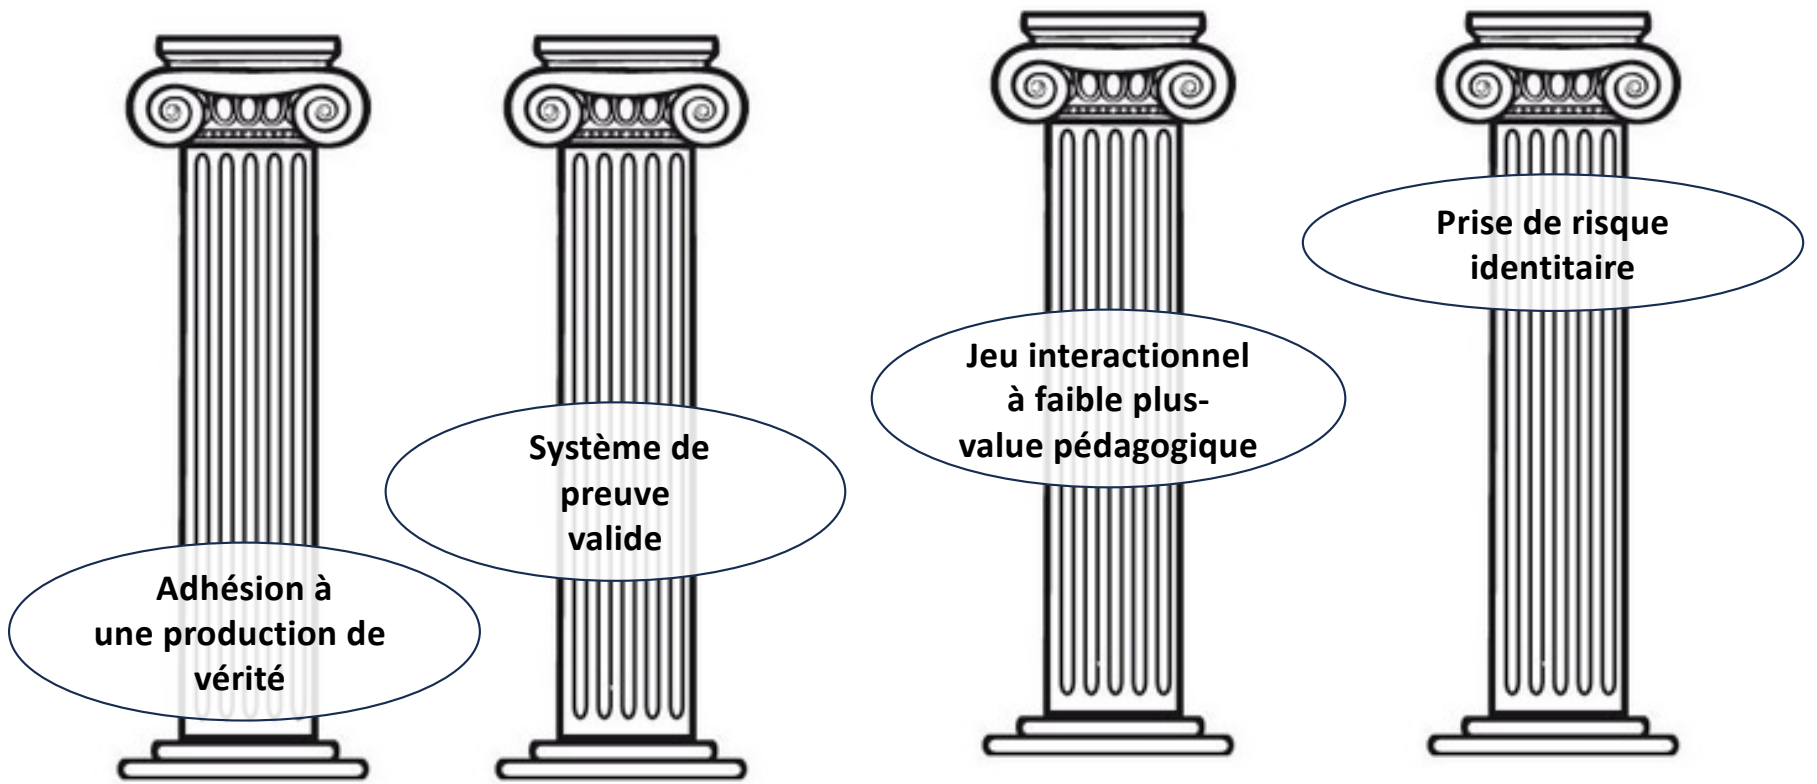 Adhésion à
une production de
vérité
Système de
preuve
valide
Jeu interactionnel
à faible plus-
value pédagogique
Prise de risque
identitaire